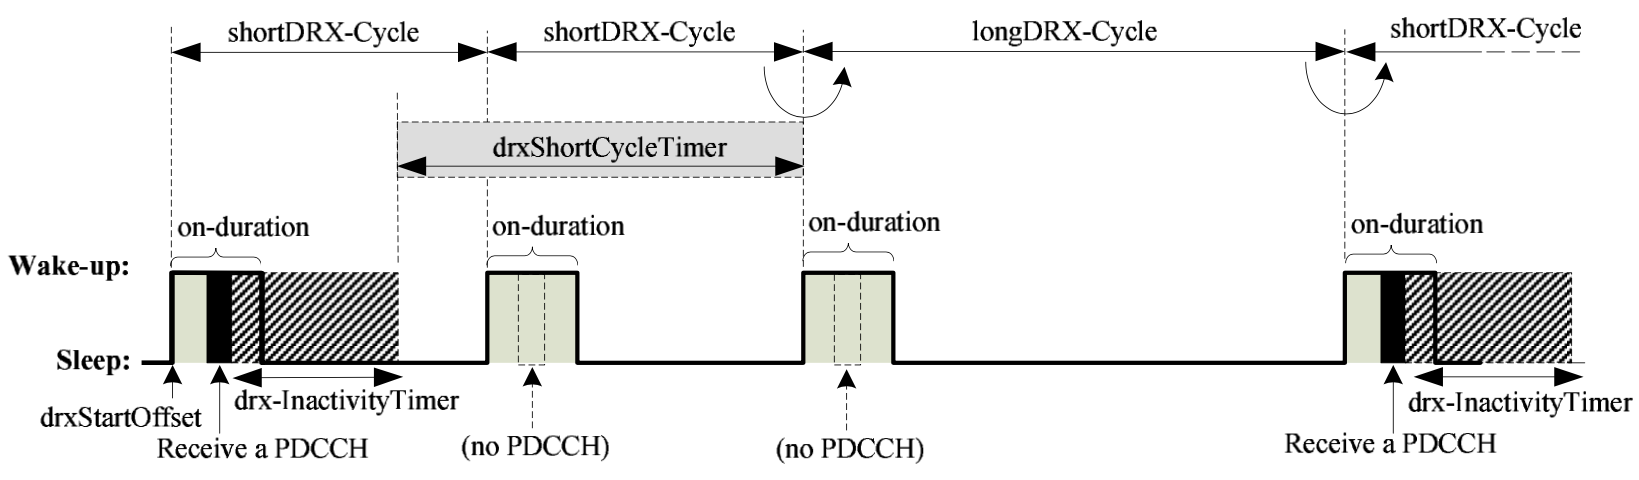 shortDRX-Cycle
shortDRX-Cycle
longDRX-Cycle
shortDRX-Cycle
drxShortCycleTimer
on-duration
on-duration
on-duration
on-duration
Wake-up:
Sleep:
drxStartOffset
drx-InactivityTimer
drx-InactivityTimer
Receive a PDCCH
(no PDCCH)
(no PDCCH)
Receive a PDCCH